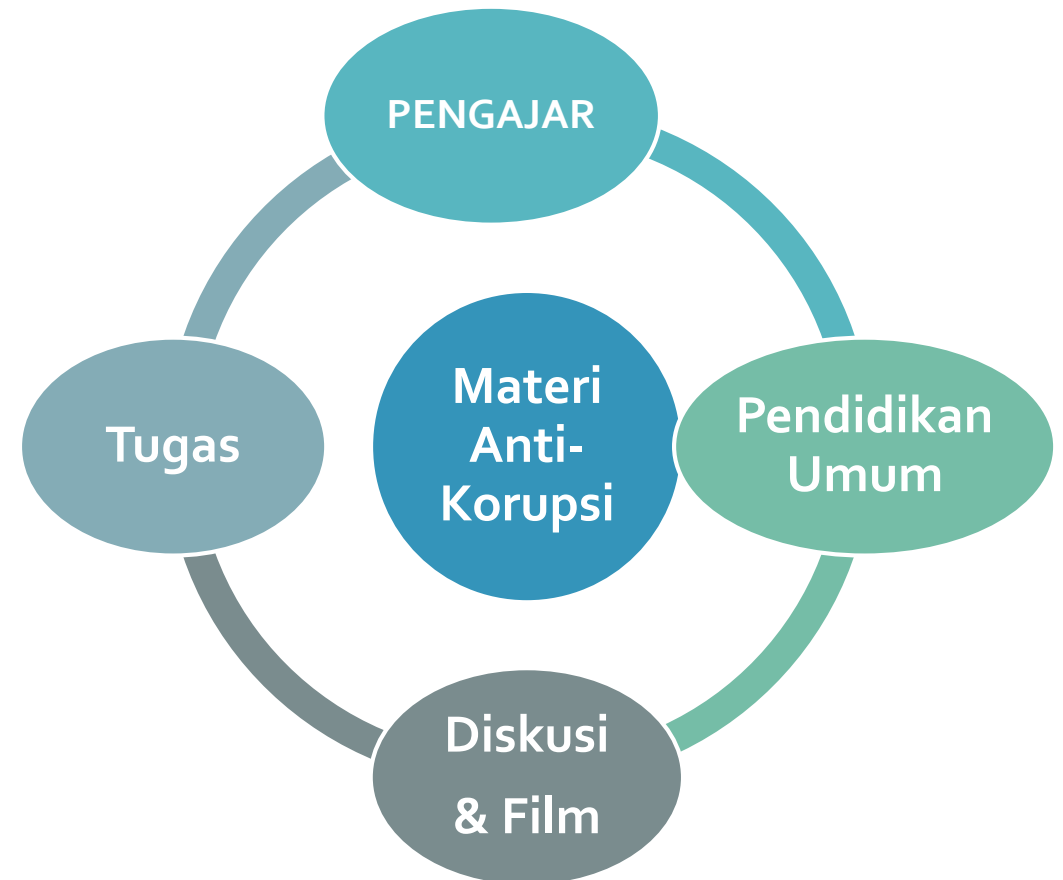 PENGAJAR
Materi
Anti-
Korupsi
Pendidikan
Umum
Tugas
Diskusi
& Film